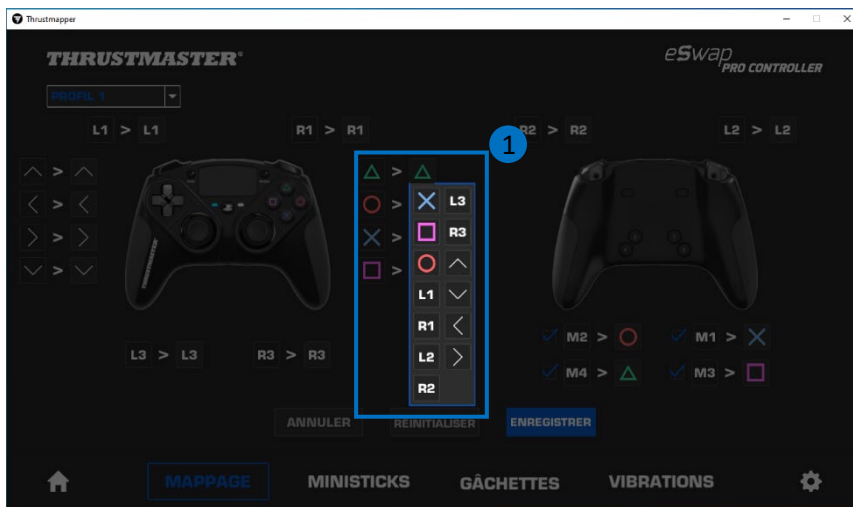 Thrustmapper
THRUSTMASTER®
eSwap
PRO CONTROLLER
PROFIL 1
1
L1 > L1
R1 > R1
R2 > R2
L2 > L2
>
>
>
>
>
>
>
>
L3
R3
L1
R1
L2
R2
L3 > L3
R3 > R3
M2 >
M1 >
M4 >
M3 >
ANNULER
RÉINITIALISER
ENREGISTRER
MAPPAGE
MINISTICKS
GÂCHETTES
VIBRATIONS